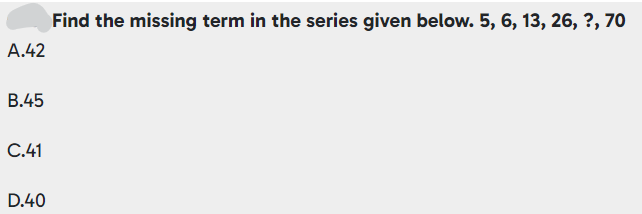 Find the missing term in the series given below. 5, 6, 13, 26, ?, 70
A.42
B.45
C.41
D.40